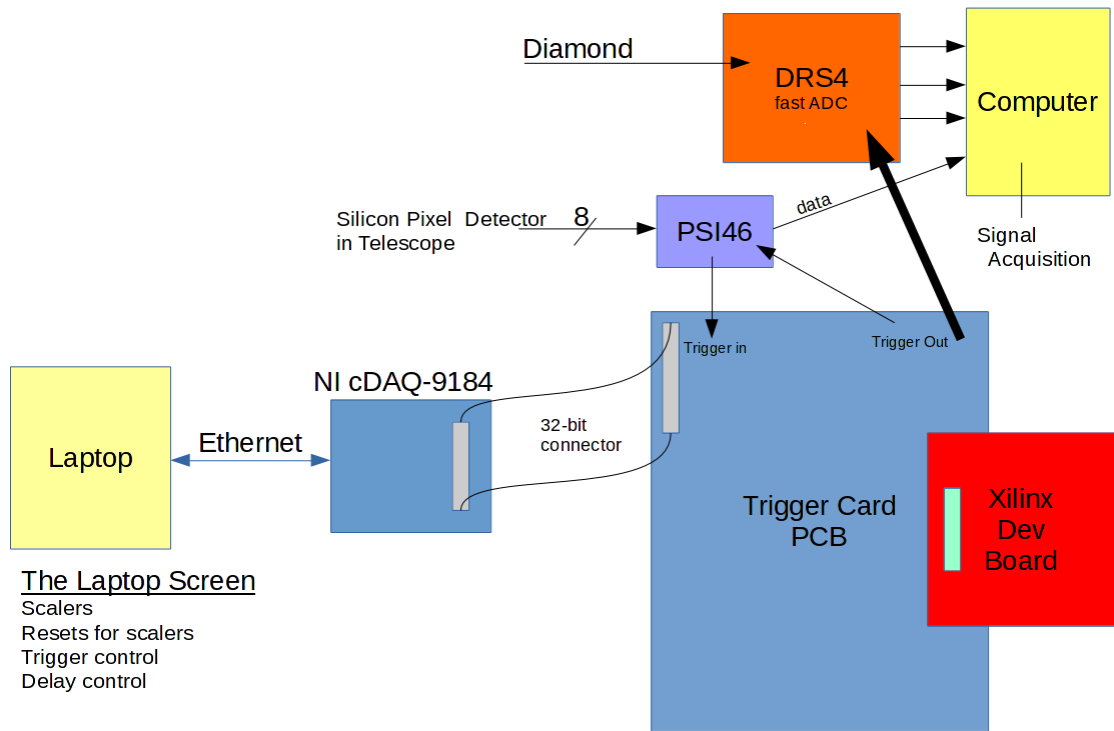 Diamond
DRS4
fast ADC
Computer
Silicon Pixel Detector
in Telescope
8
PSI46
data
Signal
Acquisition
Trigger in
Trigger Out
NI cDAQ-9184
32-bit
connector
Laptop
Ethernet
Trigger Card
PCB
Xilinx
Dev
Board
The Laptop Screen
Scalers
Resets for scalers
Trigger control
Delay control